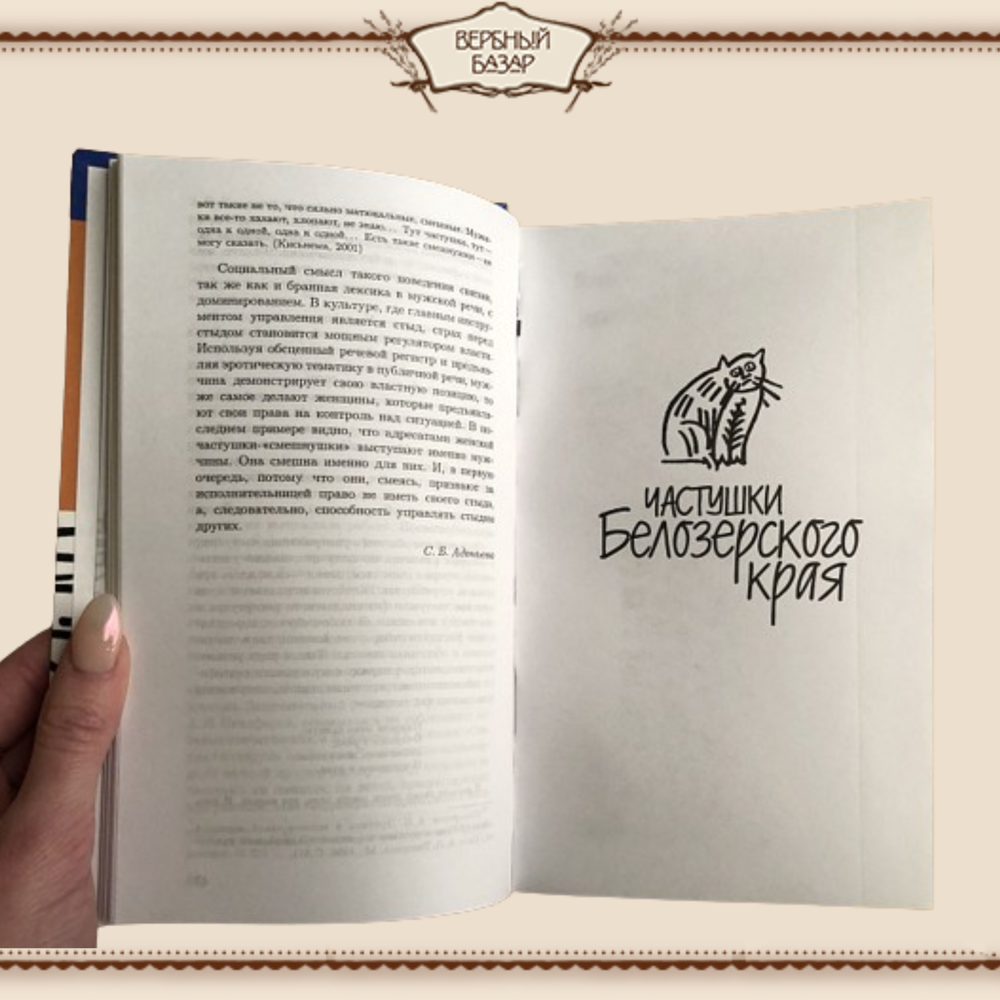 ВЕРБНЫЙ
БАЗАР
вот такие не то, что сильно матюкальные, смешные. Мужи-
ки все-то хахают, хлопают, не знаю... Тут частушка, тут –
одна к одной, одна к одной... Есть такие смешнушки – не
могу сказать. (Кисьнема, 2001)
Социальный смысл такого поведения связан,
так же как и бранная лексика в мужской речи, с
доминированием. В культуре, где главным инстру-
ментом управления является стыд, страх перед
стыдом становится мощным регулятором власти.
Используя обсценный речевой регистр и предъяв-
ляя эротическую тематику в публичной речи, муж-
чина демонстрирует свою властную позицию, то
же самое делают женщины, которые предъявля-
ют свои права на контроль над ситуацией. В по-
следнем примере видно, что адресатами женской
частушки-«смешнушки» выступают именно муж-
чины. Она смешна именно для них. И, в первую
очередь, потому что они, смеясь, признают за
исполнительницей право не иметь своего стыда,
а, следовательно, способность управлять стыдом
других.
С. Б. Адоньева
ЧАСТУШКИ
Белозерского
края